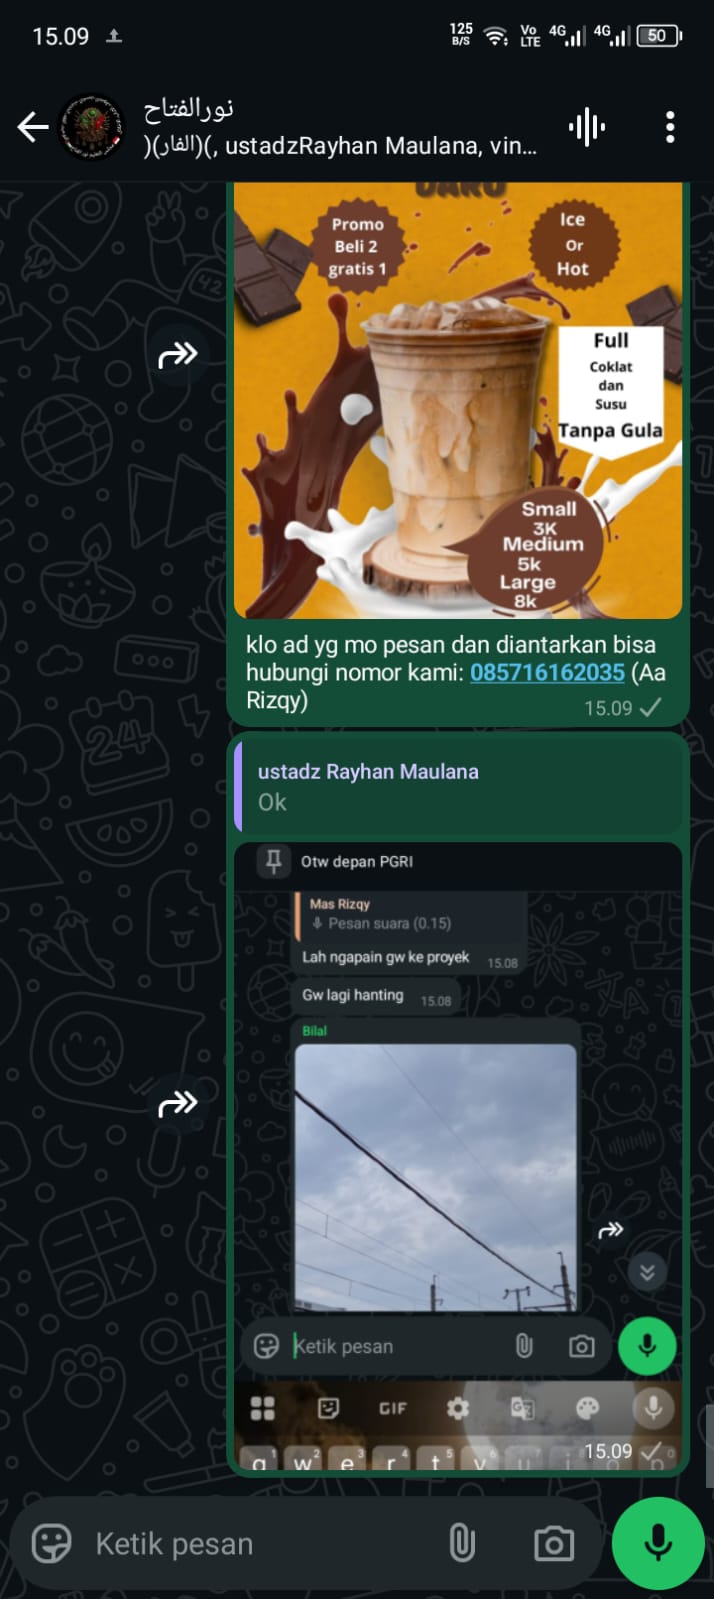 15.09
125
B/S
Vo
LTE
4G
4G
50
نورالفتاح
)(الفار)(, ustadzRayhan Maulana, vin...
Promo
Beli 2
gratis 1
Ice
Or
Hot
Full
Coklat
dan
Susu
Tanpa Gula
Small
3K
Medium
5k
Large
8k
klo ad yg mo pesan dan diantarkan bisa
hubungi nomor kami: 085716162035 (Aa
Rizqy)
15.09
ustadz Rayhan Maulana
Ok
Otw depan PGRI
Mas Rizqy
Pesan suara (0.15)
Lah ngapain gw ke proyek 15.08
Gw lagi hanting 15.08
Bilal
Ketik pesan
GIF
q w e r t y u i o p
15.09
Ketik pesan